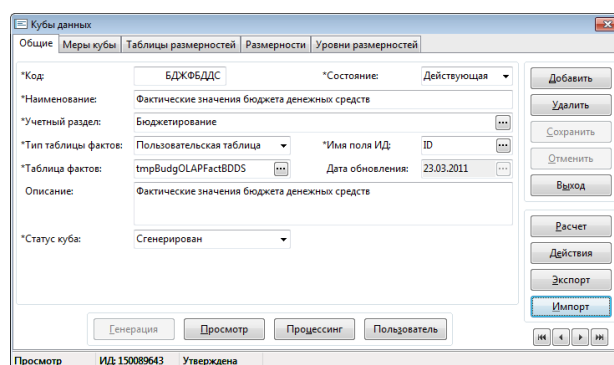 Кубы данных
Общие Меры кубы Таблицы размерностей Размерности Уровни размерностей
*Код: БДЖФБДДС *Состояние: Действующая
*Наименование: Фактические значения бюджета денежных средств
*Учетный раздел: Бюджетирование ...
*Тип таблицы фактов: Пользовательская таблица *Имя поля ИД: ID ...
*Таблица фактов: tmpBudgOLAPFactBDDS ... Дата обновления: 23.03.2011 ...
Описание: Фактические значения бюджета денежных средств
*Статус куба: Сгенерирован
Генерация Просмотр Процессинг Пользователь
Добавить
Удалить
Сохранить
Отменить
Выход
Расчет
Действия
Экспорт
Импорт
Просмотр ИД: 150089643 Утверждена